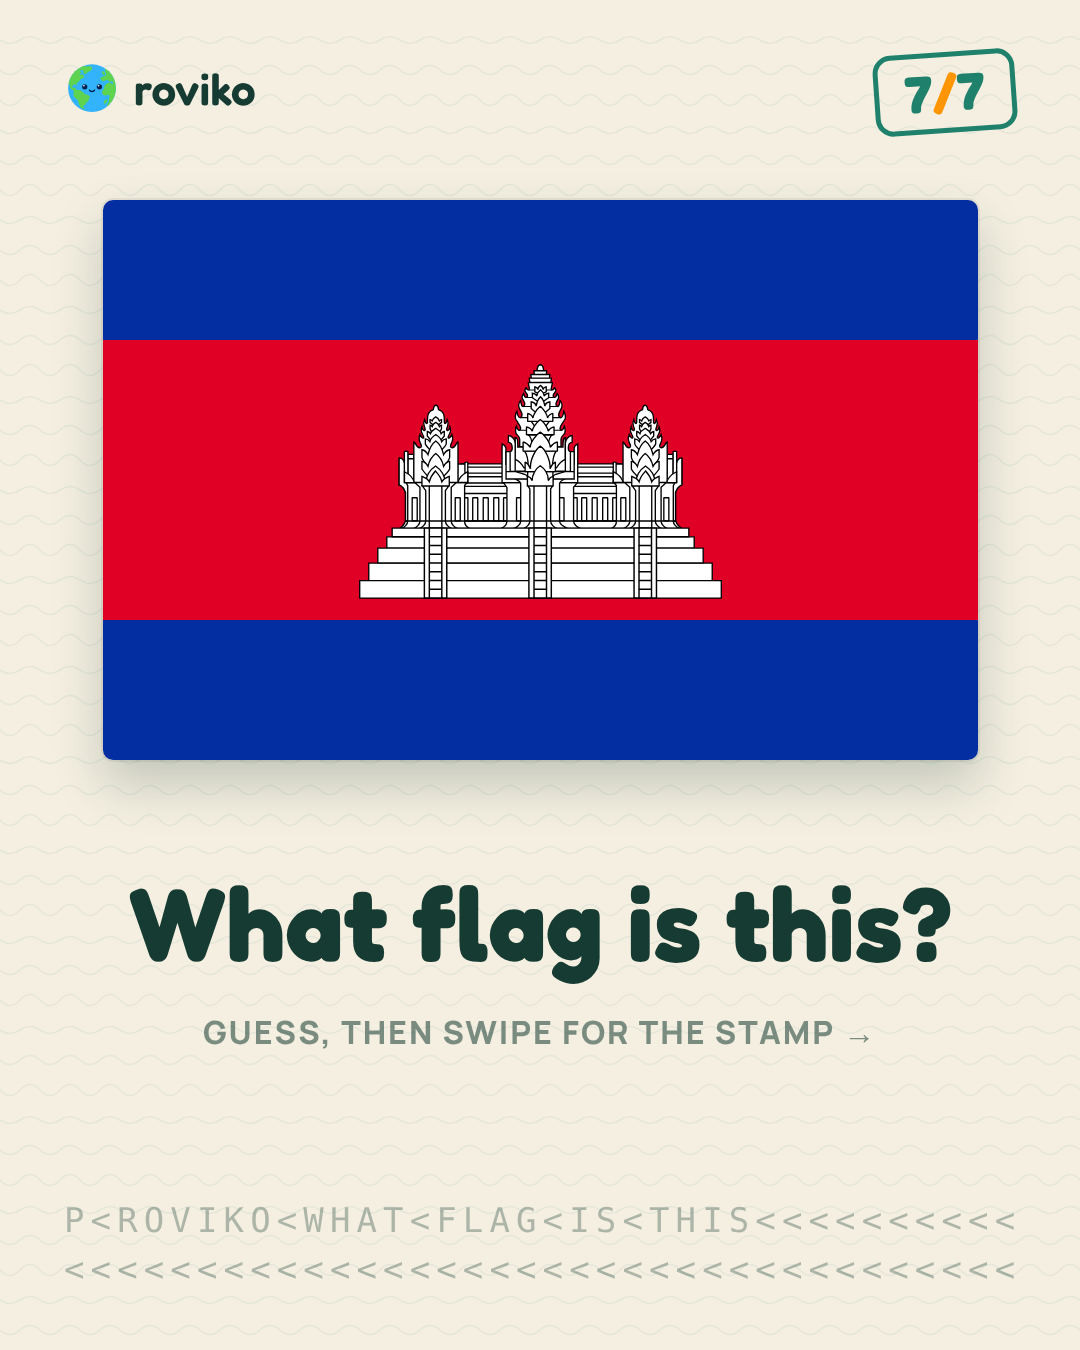 roviko
7/7
What flag is this?
GUESS, THEN SWIPE FOR THE STAMP →
P<ROVIKO<WHAT<FLAG<IS<THIS<<<<<<<<<<
<<<<<<<<<<<<<<<<<<<<<<<<<<<<<<<<<<<<